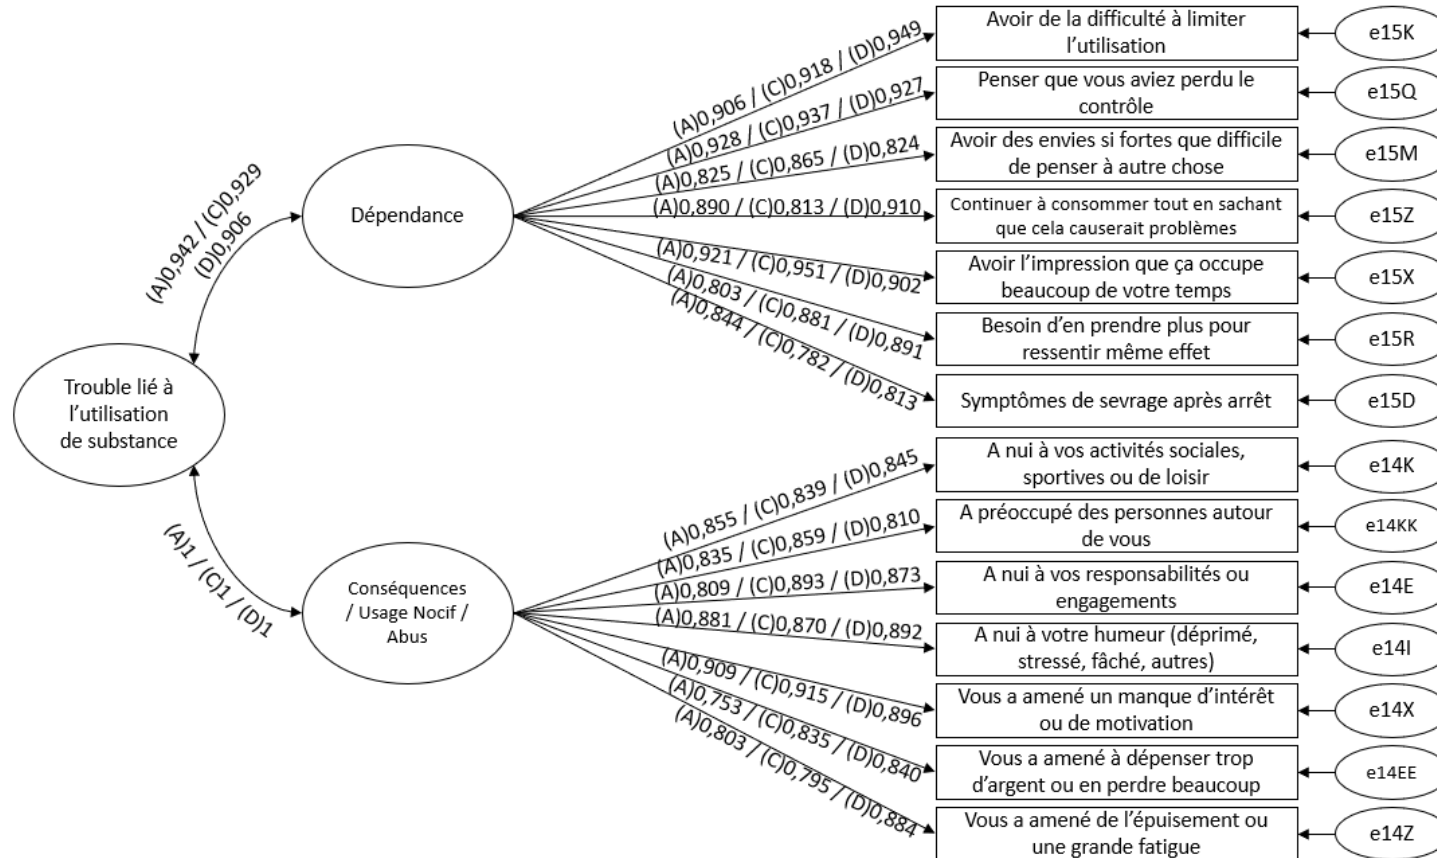 (A)0,906 / (C)0,918 / (D)0,949
Avoir de la difficulté à limiter
l’utilisation
e15K
(A)0,928 / (C)0,937 / (D)0,927
Penser que vous aviez perdu le
contrôle
e15Q
(A)0,825 / (C)0,865 / (D)0,824
Avoir des envies si fortes que difficile
de penser à autre chose
e15M
(A)0,890 / (C)0,813 / (D)0,910
Continuer à consommer tout en sachant
que cela causerait problèmes
e15Z
(A)0,921 / (C)0,951 / (D)0,902
Avoir l’impression que ça occupe
beaucoup de votre temps
e15X
(A)0,803 / (C)0,881 / (D)0,891
Besoin d’en prendre plus pour
ressentir même effet
e15R
(A)0,844 / (C)0,782 / (D)0,813
Symptômes de sevrage après arrêt
e15D
Dépendance
(A)0,942 / (C)0,929
(D)0,906
Trouble lié à
l’utilisation
de substance
(A)1 / (C)1 / (D)1
Conséquences
/ Usage Nocif /
Abus
(A)0,855 / (C)0,839 / (D)0,845
A nui à vos activités sociales,
sportives ou de loisir
e14K
(A)0,835 / (C)0,859 / (D)0,810
A préoccupé des personnes autour
de vous
e14KK
(A)0,809 / (C)0,893 / (D)0,873
A nui à vos responsabilités ou
engagements
e14E
(A)0,881 / (C)0,870 / (D)0,892
A nui à votre humeur (déprimé,
stressé, fâché, autres)
e14I
(A)0,909 / (C)0,915 / (D)0,896
Vous a amené un manque d’intérêt
ou de motivation
e14X
(A)0,753 / (C)0,835 / (D)0,840
Vous a amené à dépenser trop
d’argent ou en perdre beaucoup
e14EE
(A)0,803 / (C)0,795 / (D)0,884
Vous a amené de l’épuisement ou
une grande fatigue
e14Z